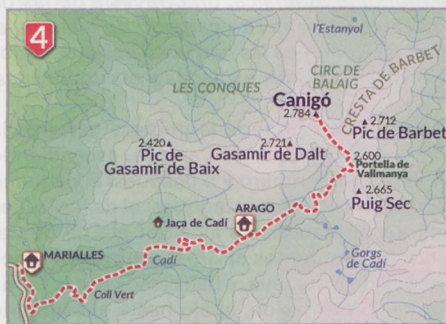 4
l'Estanyol
LES CONQUES
CIRC DE
BALAIG
CRESTA DE BARBET
Canigó
2.784
2.712
Pic de Barbet
2.420
Pic de
Gasamir de Baix
2.721
Gasamir de Dalt
2.600
Portella de
Vallmanya
2.665
Puig Sec
ARAGO
Jaça de Cadí
MARIALLES
Cadí
Gorgs
de Cadí
Coll Vert